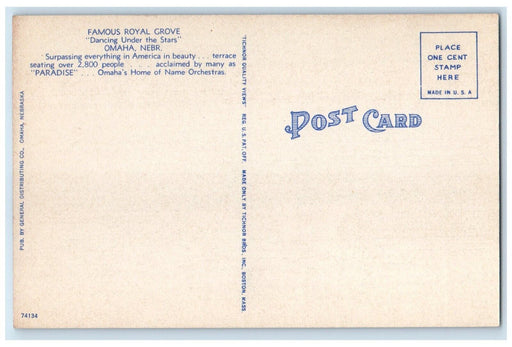 FAMOUS ROYAL GROVE
"Dancing Under the Stars"
OMAHA, NEBR.
Surpassing everything in America in beauty . . . terrace
seating over 2,800 people . . . . acclaimed by many as
"PARADISE" . . . Omaha's Home of Name Orchestras.
PUB. BY GENERAL DISTRIBUTING CO., OMAHA, NEBRASKA
74134
"TICHNOR QUALITY VIEWS" REG. U.S. PAT. OFF. MADE ONLY BY TICHNOR BROS., INC., BOSTON, MASS.
POST CARD
PLACE
ONE CENT
STAMP
HERE
MADE IN U. S. A